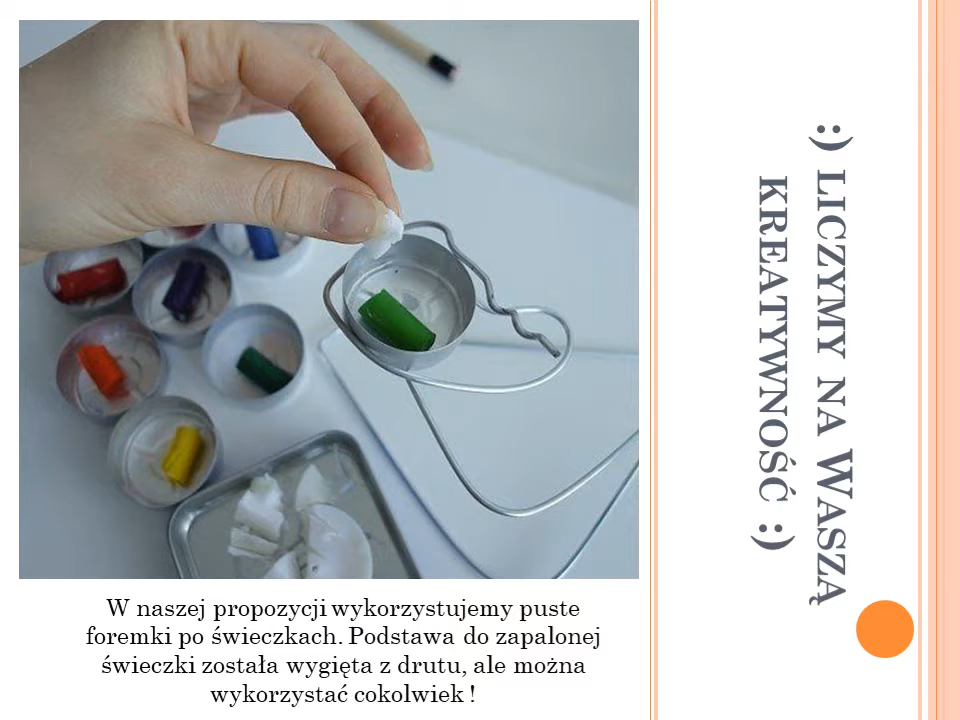 :) liczymy na Waszą
kreatywność :)
W naszej propozycji wykorzystujemy puste
foremki po świeczkach. Podstawa do zapalonej
świeczki została wygięta z drutu, ale można
wykorzystać cokolwiek !